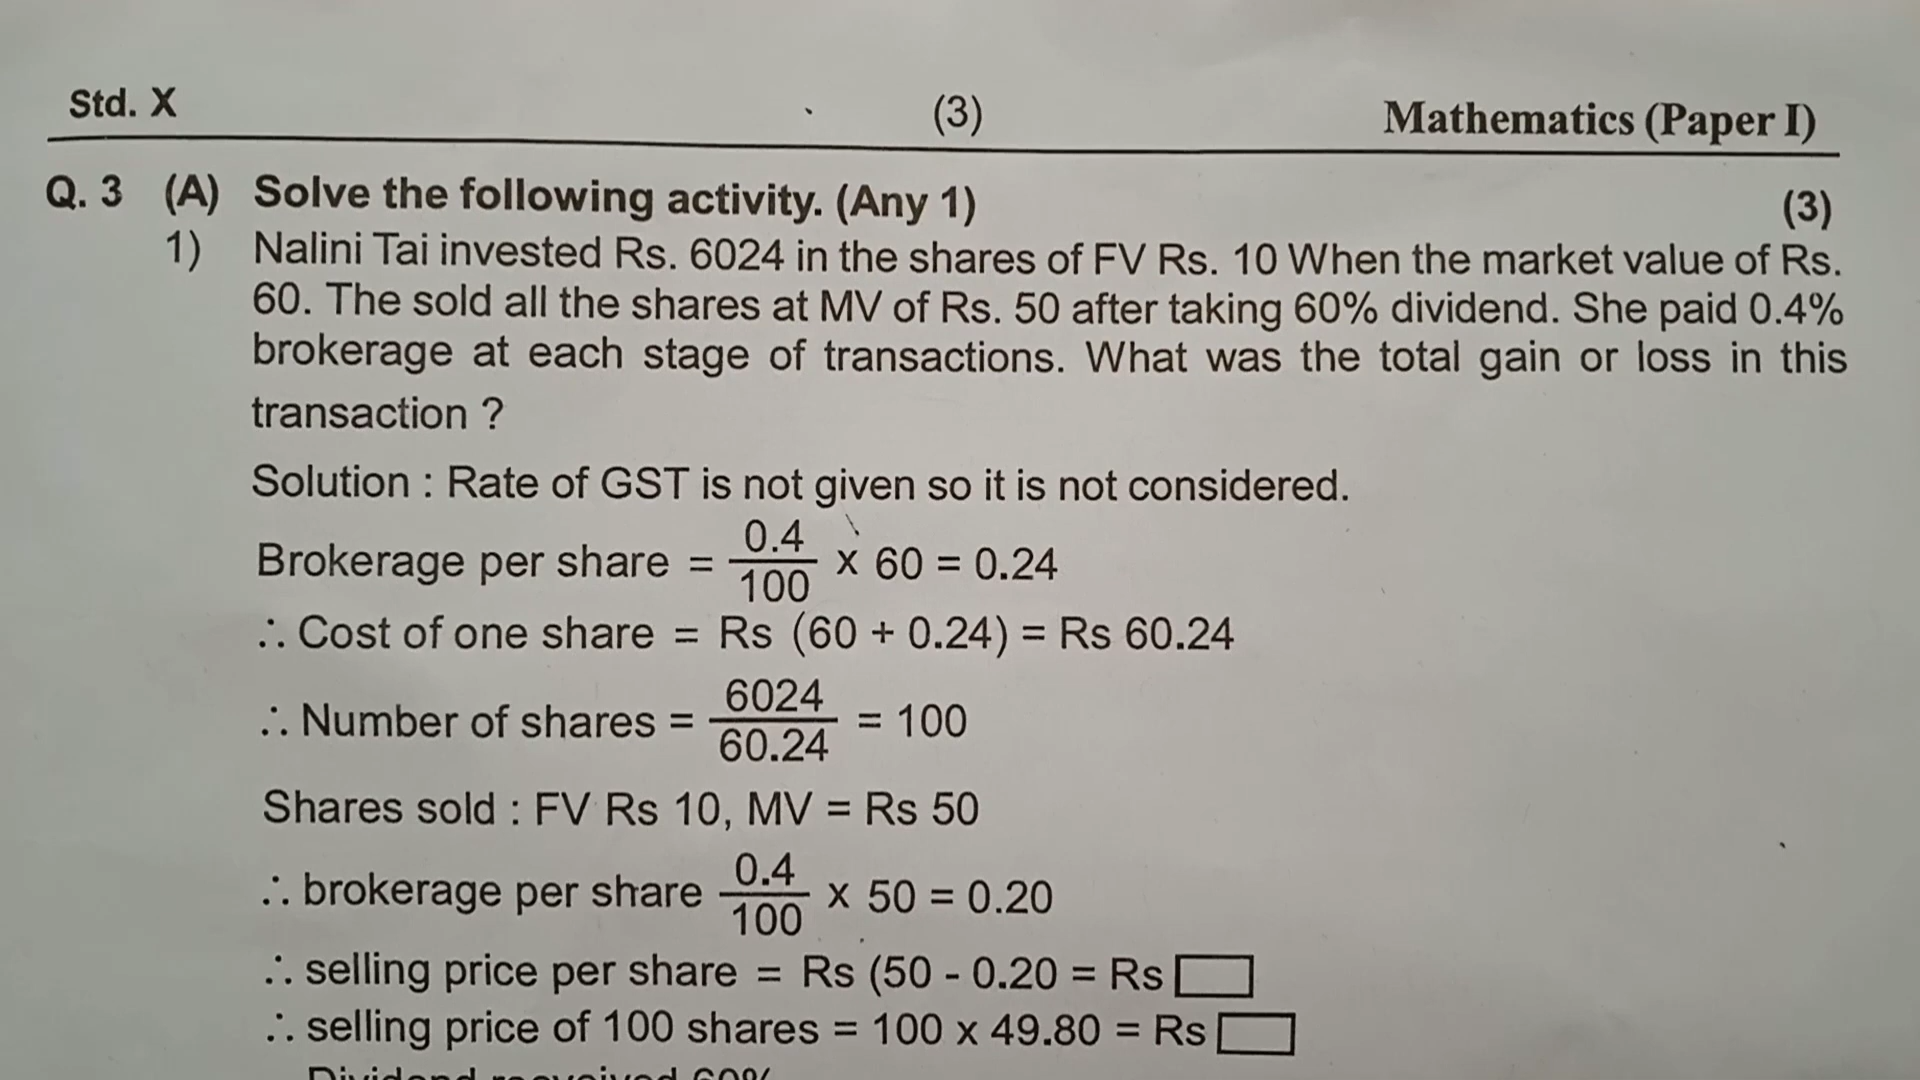 Std. X (3) Mathematics (Paper I)
Q. 3 (A) Solve the following activity. (Any 1) (3)
1) Nalini Tai invested Rs. 6024 in the shares of FV Rs. 10 When the market value of Rs.
60. The sold all the shares at MV of Rs. 50 after taking 60% dividend. She paid 0.4%
brokerage at each stage of transactions. What was the total gain or loss in this
transaction ?
Solution : Rate of GST is not given so it is not considered.
Brokerage per share = 0.4/100 x 60 = 0.24
∴ Cost of one share = Rs (60 + 0.24) = Rs 60.24
∴ Number of shares = 6024/60.24 = 100
Shares sold : FV Rs 10, MV = Rs 50
∴ brokerage per share 0.4/100 x 50 = 0.20
∴ selling price per share = Rs (50 - 0.20 = Rs
∴ selling price of 100 shares = 100 x 49.80 = Rs
Dividend 60%